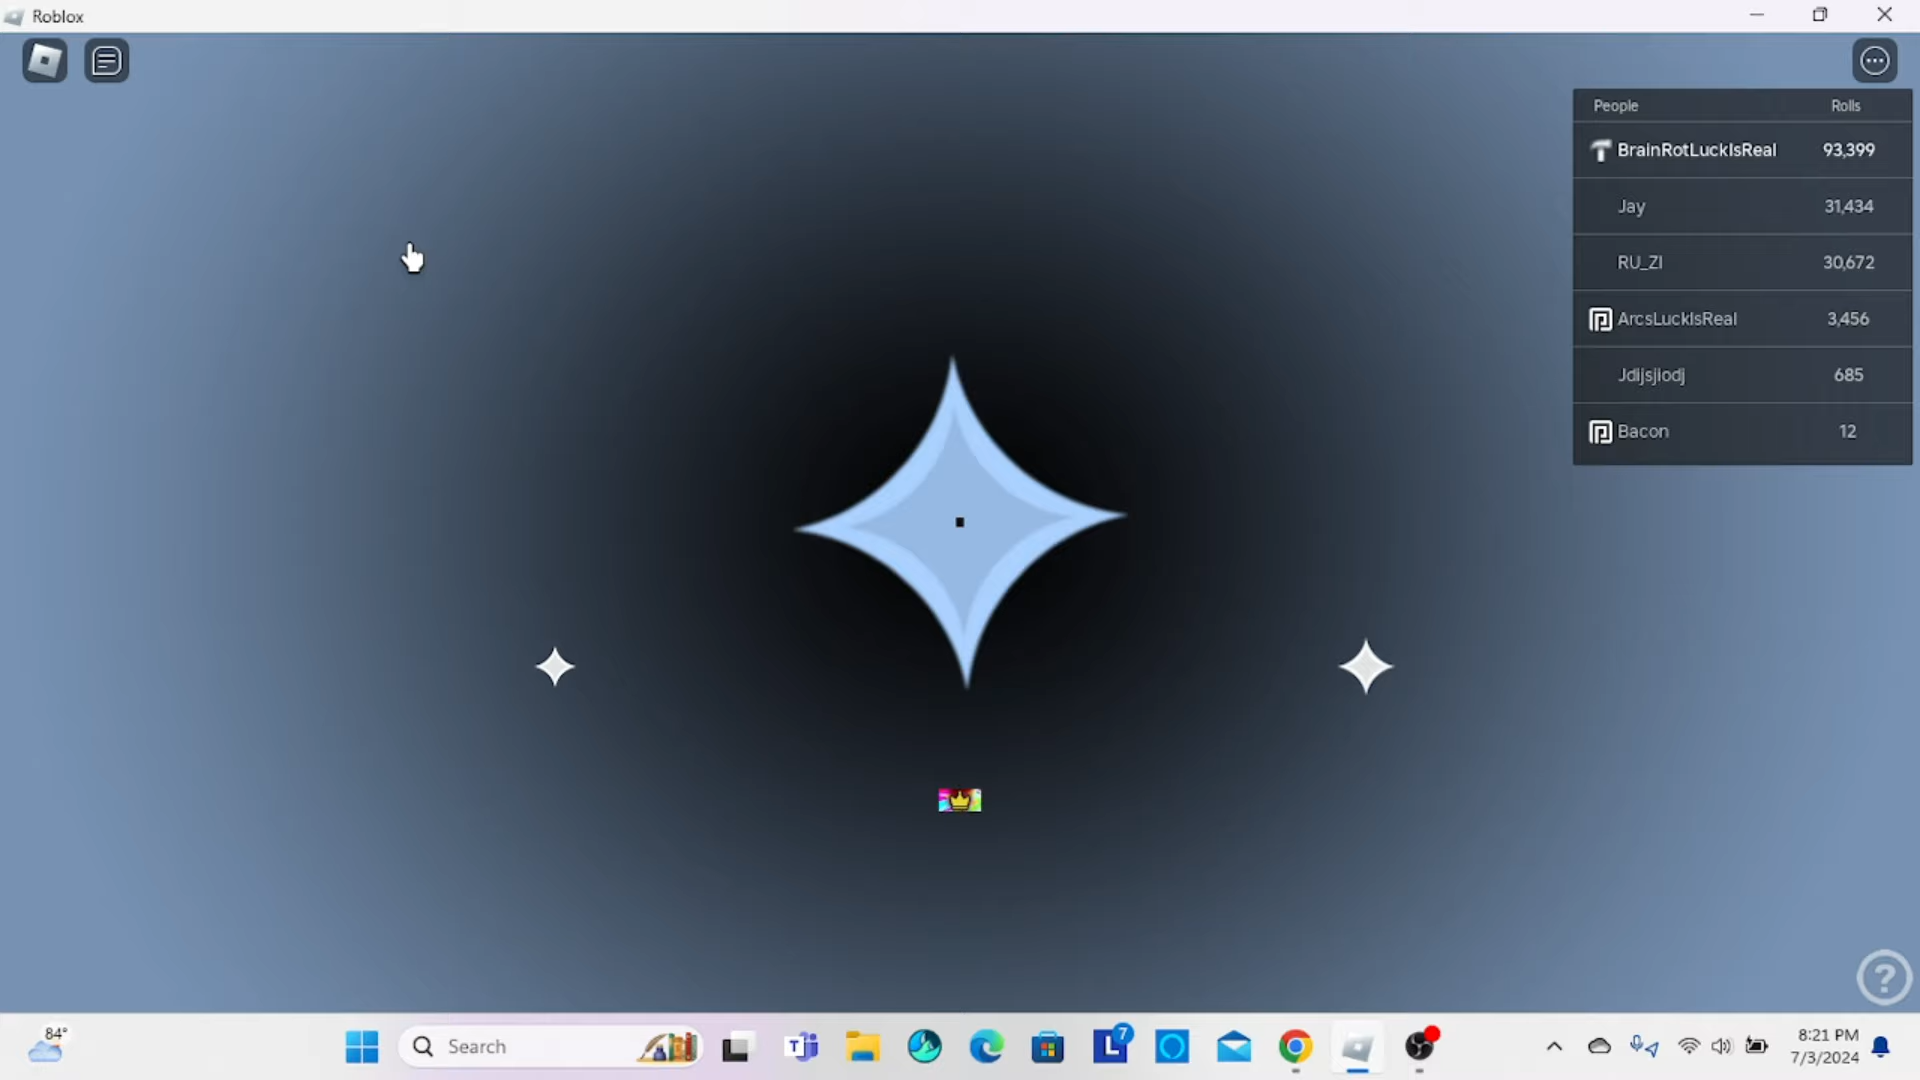 Roblox
People Rolls
BrainRotLuckIsReal 93,399
Jay 31,434
RU_ZI 30,672
ArcsLuckIsReal 3,456
Jdijsjiodj 685
Bacon 12
84°
Search
7
8:21 PM
7/3/2024